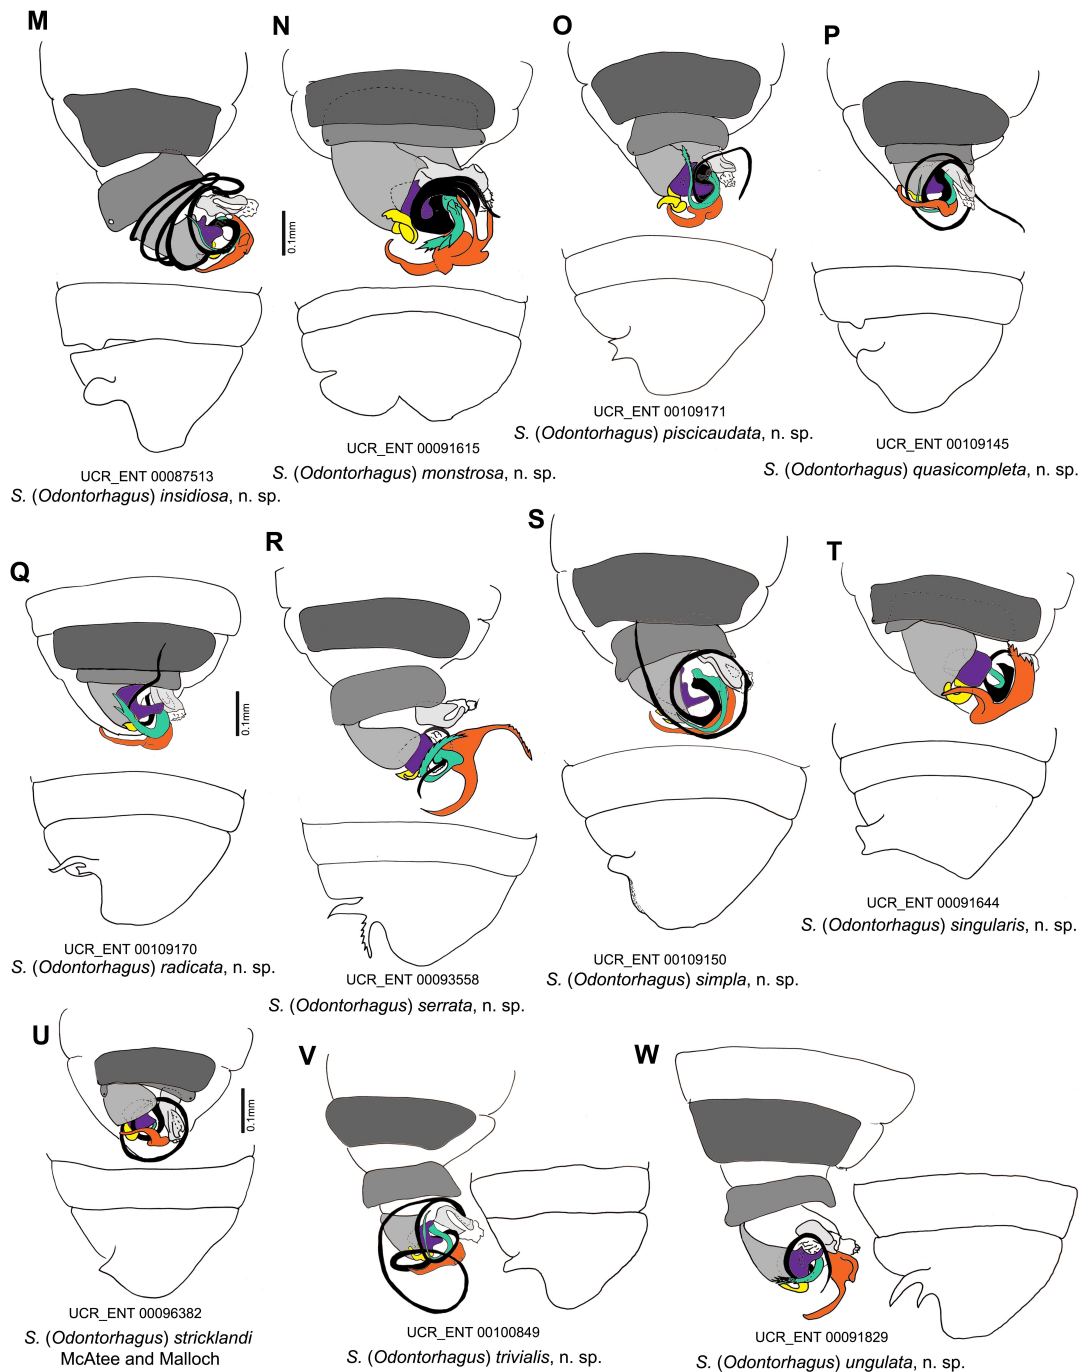 M
N
O
P
0.1mm
UCR_ENT 00087513
S. (Odontorhagus) insidiosa, n. sp.
UCR_ENT 00091615
S. (Odontorhagus) monstrosa, n. sp.
UCR_ENT 00109171
S. (Odontorhagus) piscicaudata, n. sp.
UCR_ENT 00109145
S. (Odontorhagus) quasicompleta, n. sp.
Q
R
S
T
0.1mm
UCR_ENT 00109170
S. (Odontorhagus) radicata, n. sp.
UCR_ENT 00093558
S. (Odontorhagus) serrata, n. sp.
UCR_ENT 00109150
S. (Odontorhagus) simpla, n. sp.
UCR_ENT 00091644
S. (Odontorhagus) singularis, n. sp.
U
V
W
0.1mm
UCR_ENT 00096382
S. (Odontorhagus) stricklandi
McAtee and Malloch
UCR_ENT 00100849
S. (Odontorhagus) trivialis, n. sp.
UCR_ENT 00091829
S. (Odontorhagus) ungulata, n. sp.